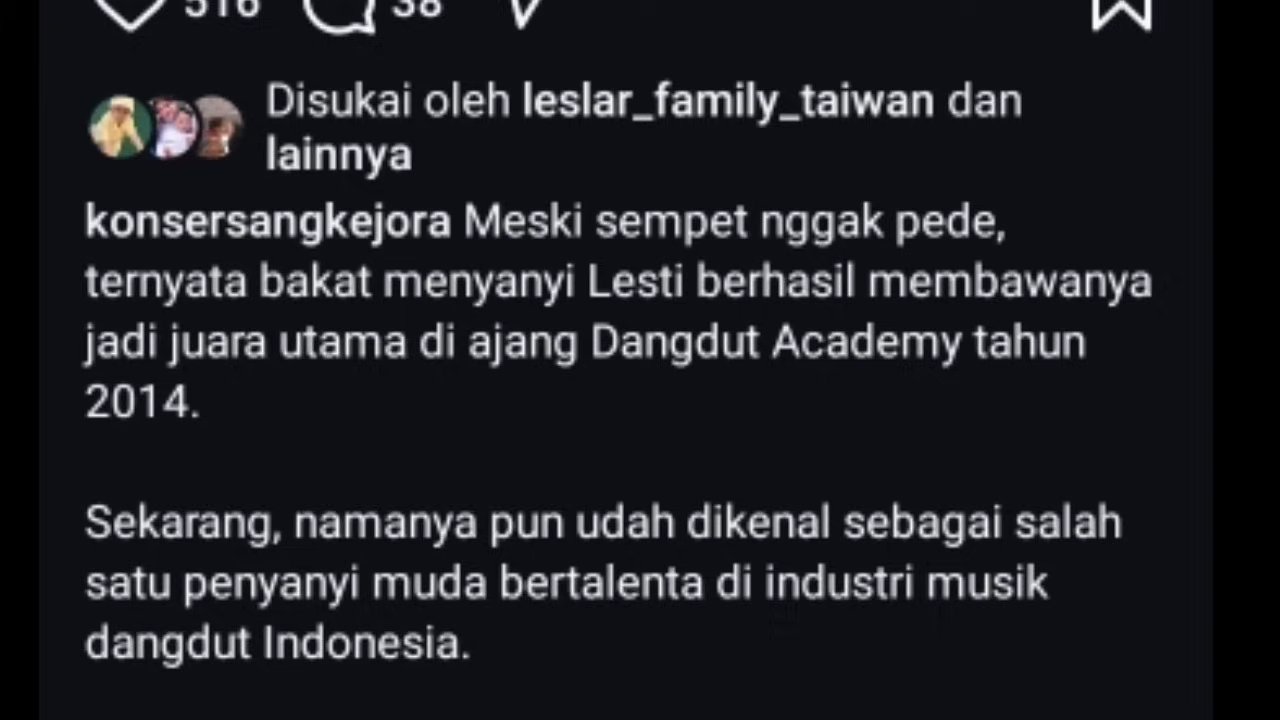 516 38
Disukai oleh leslar_family_taiwan dan
lainnya
konsersangkejora Meski sempet nggak pede,
ternyata bakat menyanyi Lesti berhasil membawanya
jadi juara utama di ajang Dangdut Academy tahun
2014.
Sekarang, namanya pun udah dikenal sebagai salah
satu penyanyi muda bertalenta di industri musik
dangdut Indonesia.